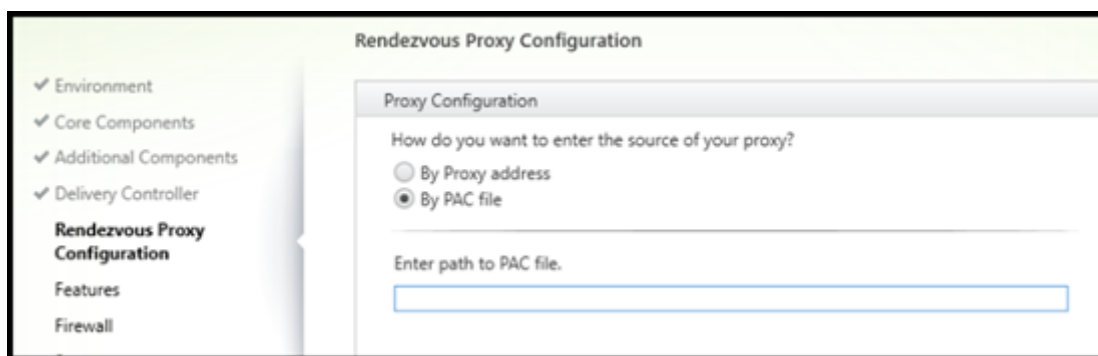 Rendezvous Proxy Configuration
Environment
Core Components
Additional Components
Delivery Controller
Rendezvous Proxy
Configuration
Features
Firewall
Proxy Configuration
How do you want to enter the source of your proxy?
By Proxy address
By PAC file
Enter path to PAC file.